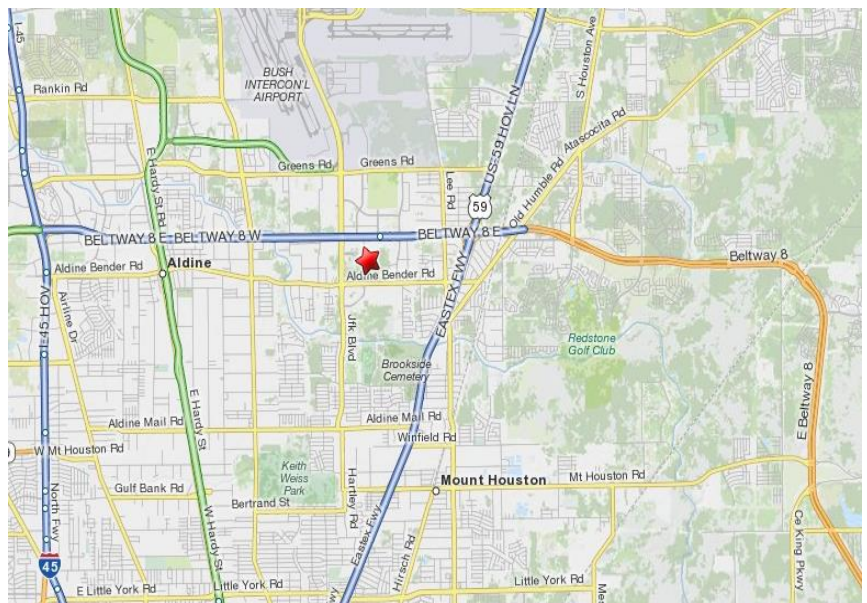 I-45
S Houston Ave
BUSH
INTERCON'L
AIRPORT
US-59 HOV LN
Rankin Rd
Atascocita Rd
E Hardy St Rd
Greens Rd
Greens Rd
Lee Rd
Old Humble Rd
59
BELTWAY 8 E
BELTWAY 8 W
BELTWAY 8 E
Beltway 8
Aldine Bender Rd
Aldine
Aldine Bender Rd
I-45 HOV
Airline Dr
EASTEX FWY
Jfk Blvd
Redstone
Golf Club
Brookside
Cemetery
E Beltway 8
E Hardy St
Aldine Mail Rd
Aldine Mail Rd
Winfield Rd
W Mt Houston Rd
Keith
Weiss
Park
Hartley Rd
Mount Houston
Mt Houston Rd
Gulf Bank Rd
North Fwy
Bertrand St
W Hardy St
Eastex Fwy
Hirsch Rd
Ce King Pkwy
45
E Little York Rd
Little York Rd
Little York Rd